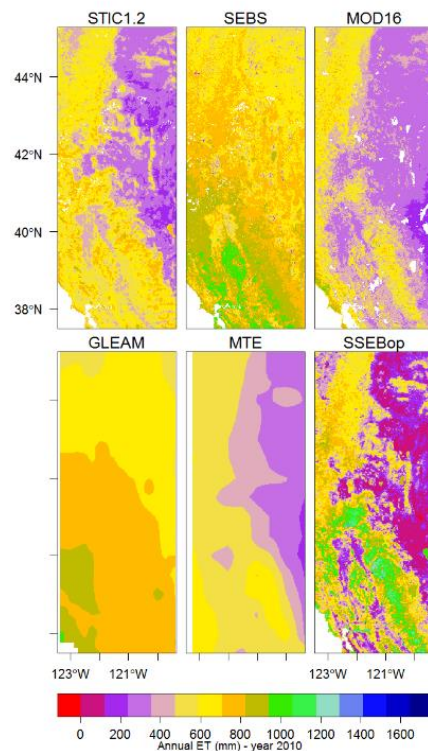 STIC1.2 SEBS MOD16
44°N
42°N
40°N
38°N
GLEAM MTE SSEBop
123°W 121°W 123°W 121°W
0 200 400 600 800 1000 1200 1400 1600
Annual ET (mm) - year 2010